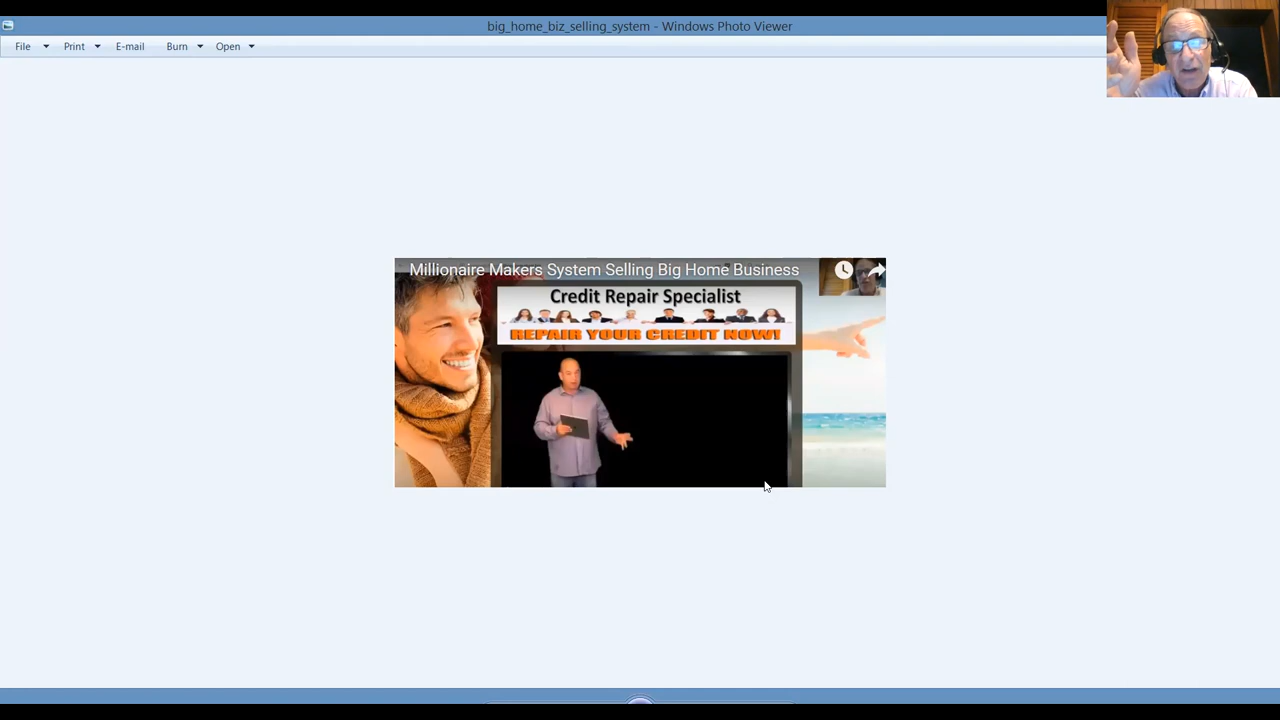 big_home_biz_selling_system - Windows Photo Viewer
File Print E-mail Burn Open
Millionaire Makers System Selling Big Home Business
Credit Repair Specialist
REPAIR YOUR CREDIT NOW!